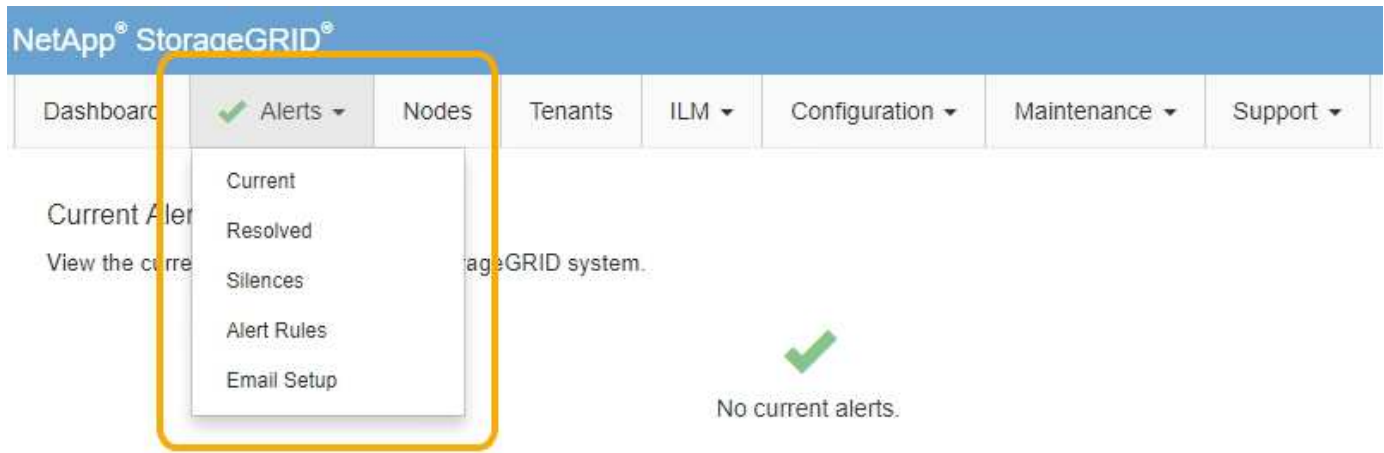 NetApp® StorageGRID®
Dashboard Alerts Nodes Tenants ILM Configuration Maintenance Support
Current
Resolved
Silences
Alert Rules
Email Setup
Current Aler
View the curre ageGRID system.
No current alerts.